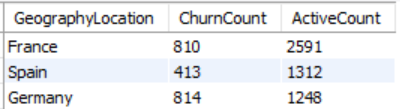 GeographyLocation ChurnCount ActiveCount
France 810 2591
Spain 413 1312
Germany 814 1248